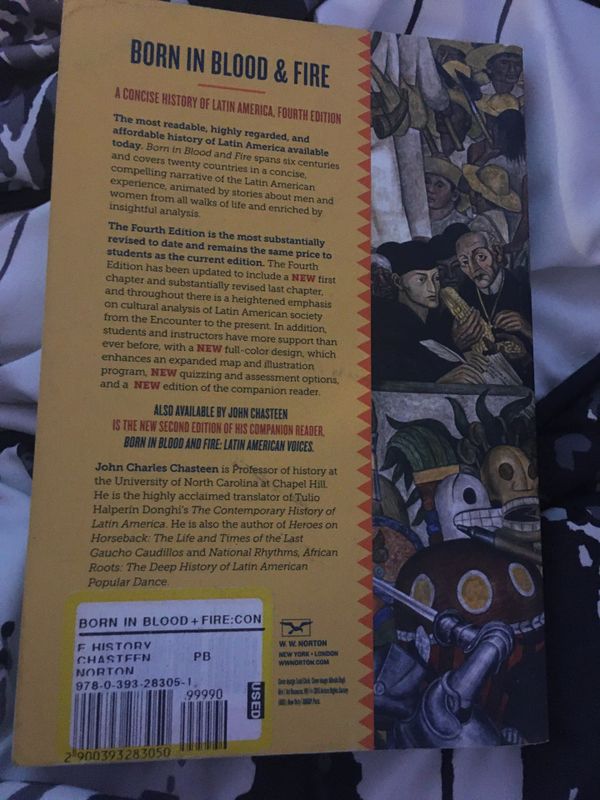 BORN IN BLOOD & FIRE
A CONCISE HISTORY OF LATIN AMERICA, FOURTH EDITION
The most readable, highly regarded, and
affordable history of Latin America available
today. Born in Blood and Fire spans six centuries
and covers twenty countries in a concise,
compelling narrative of the Latin American
experience, animated by stories about men and
women from all walks of life and enriched by
insightful analysis.
The Fourth Edition is the most substantially
revised to date and remains the same price to
students as the current edition. The Fourth
Edition has been updated to include a NEW first
chapter and substantially revised last chapter,
and throughout there is a heightened emphasis
on cultural analysis of Latin American society
from the Encounter to the present. In addition,
students and instructors have more support than
ever before, with a NEW full-color design, which
enhances an expanded map and illustration
program, NEW quizzing and assessment options,
and a NEW edition of the companion reader.
ALSO AVAILABLE BY JOHN CHASTEEN
IS THE NEW SECOND EDITION OF HIS COMPANION READER,
BORN IN BLOOD AND FIRE: LATIN AMERICAN VOICES.
John Charles Chasteen is Professor of history at
the University of North Carolina at Chapel Hill.
He is the highly acclaimed translator of Tulio
Halperín Donghi's The Contemporary History of
Latin America. He is also the author of Heroes on
Horseback: The Life and Times of the Last
Gaucho Caudillos and National Rhythms, African
Roots: The Deep History of Latin American
Popular Dance.
BORN IN BLOOD+FIRE:CON
F HISTORY
CHASTEEN PB
NORTON
978-0-393-28305-1
.99990
USED
2900393283050
W. W. NORTON
NEW YORK • LONDON
WWNORTON.COM